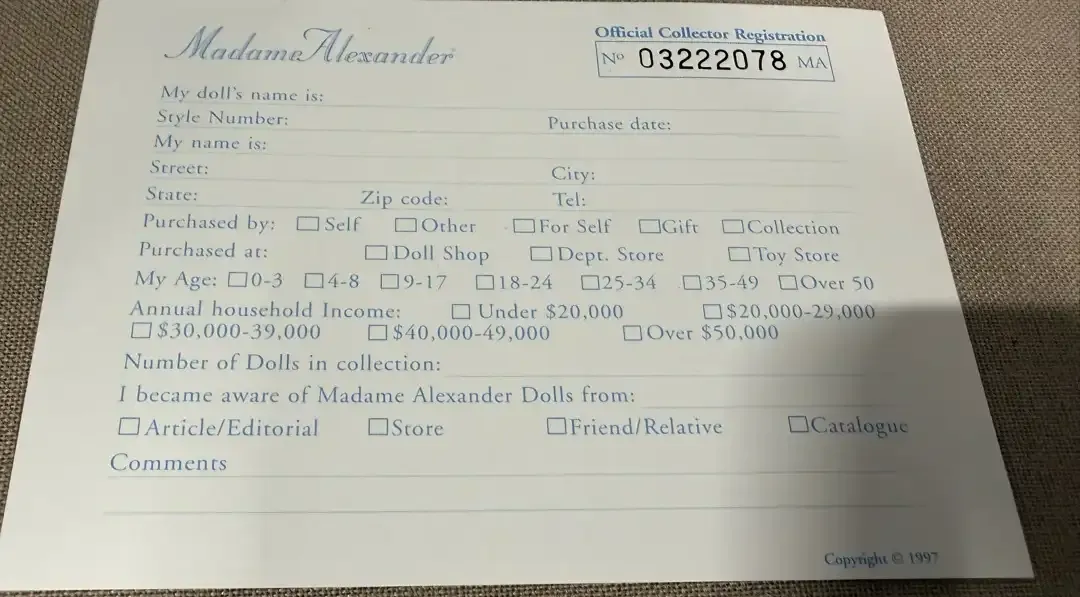 Madame Alexander
Official Collector Registration
Nº 03222078 MA
My doll's name is:
Style Number: Purchase date:
My name is:
Street: City:
State: Zip code: Tel:
Purchased by: Self Other For Self Gift Collection
Purchased at: Doll Shop Dept. Store Toy Store
My Age: 0-3 4-8 9-17 18-24 25-34 35-49 Over 50
Annual household Income: Under $20,000 $20,000-29,000
$30,000-39,000 $40,000-49,000 Over $50,000
Number of Dolls in collection:
I became aware of Madame Alexander Dolls from:
Article/Editorial Store Friend/Relative Catalogue
Comments
Copyright © 1997